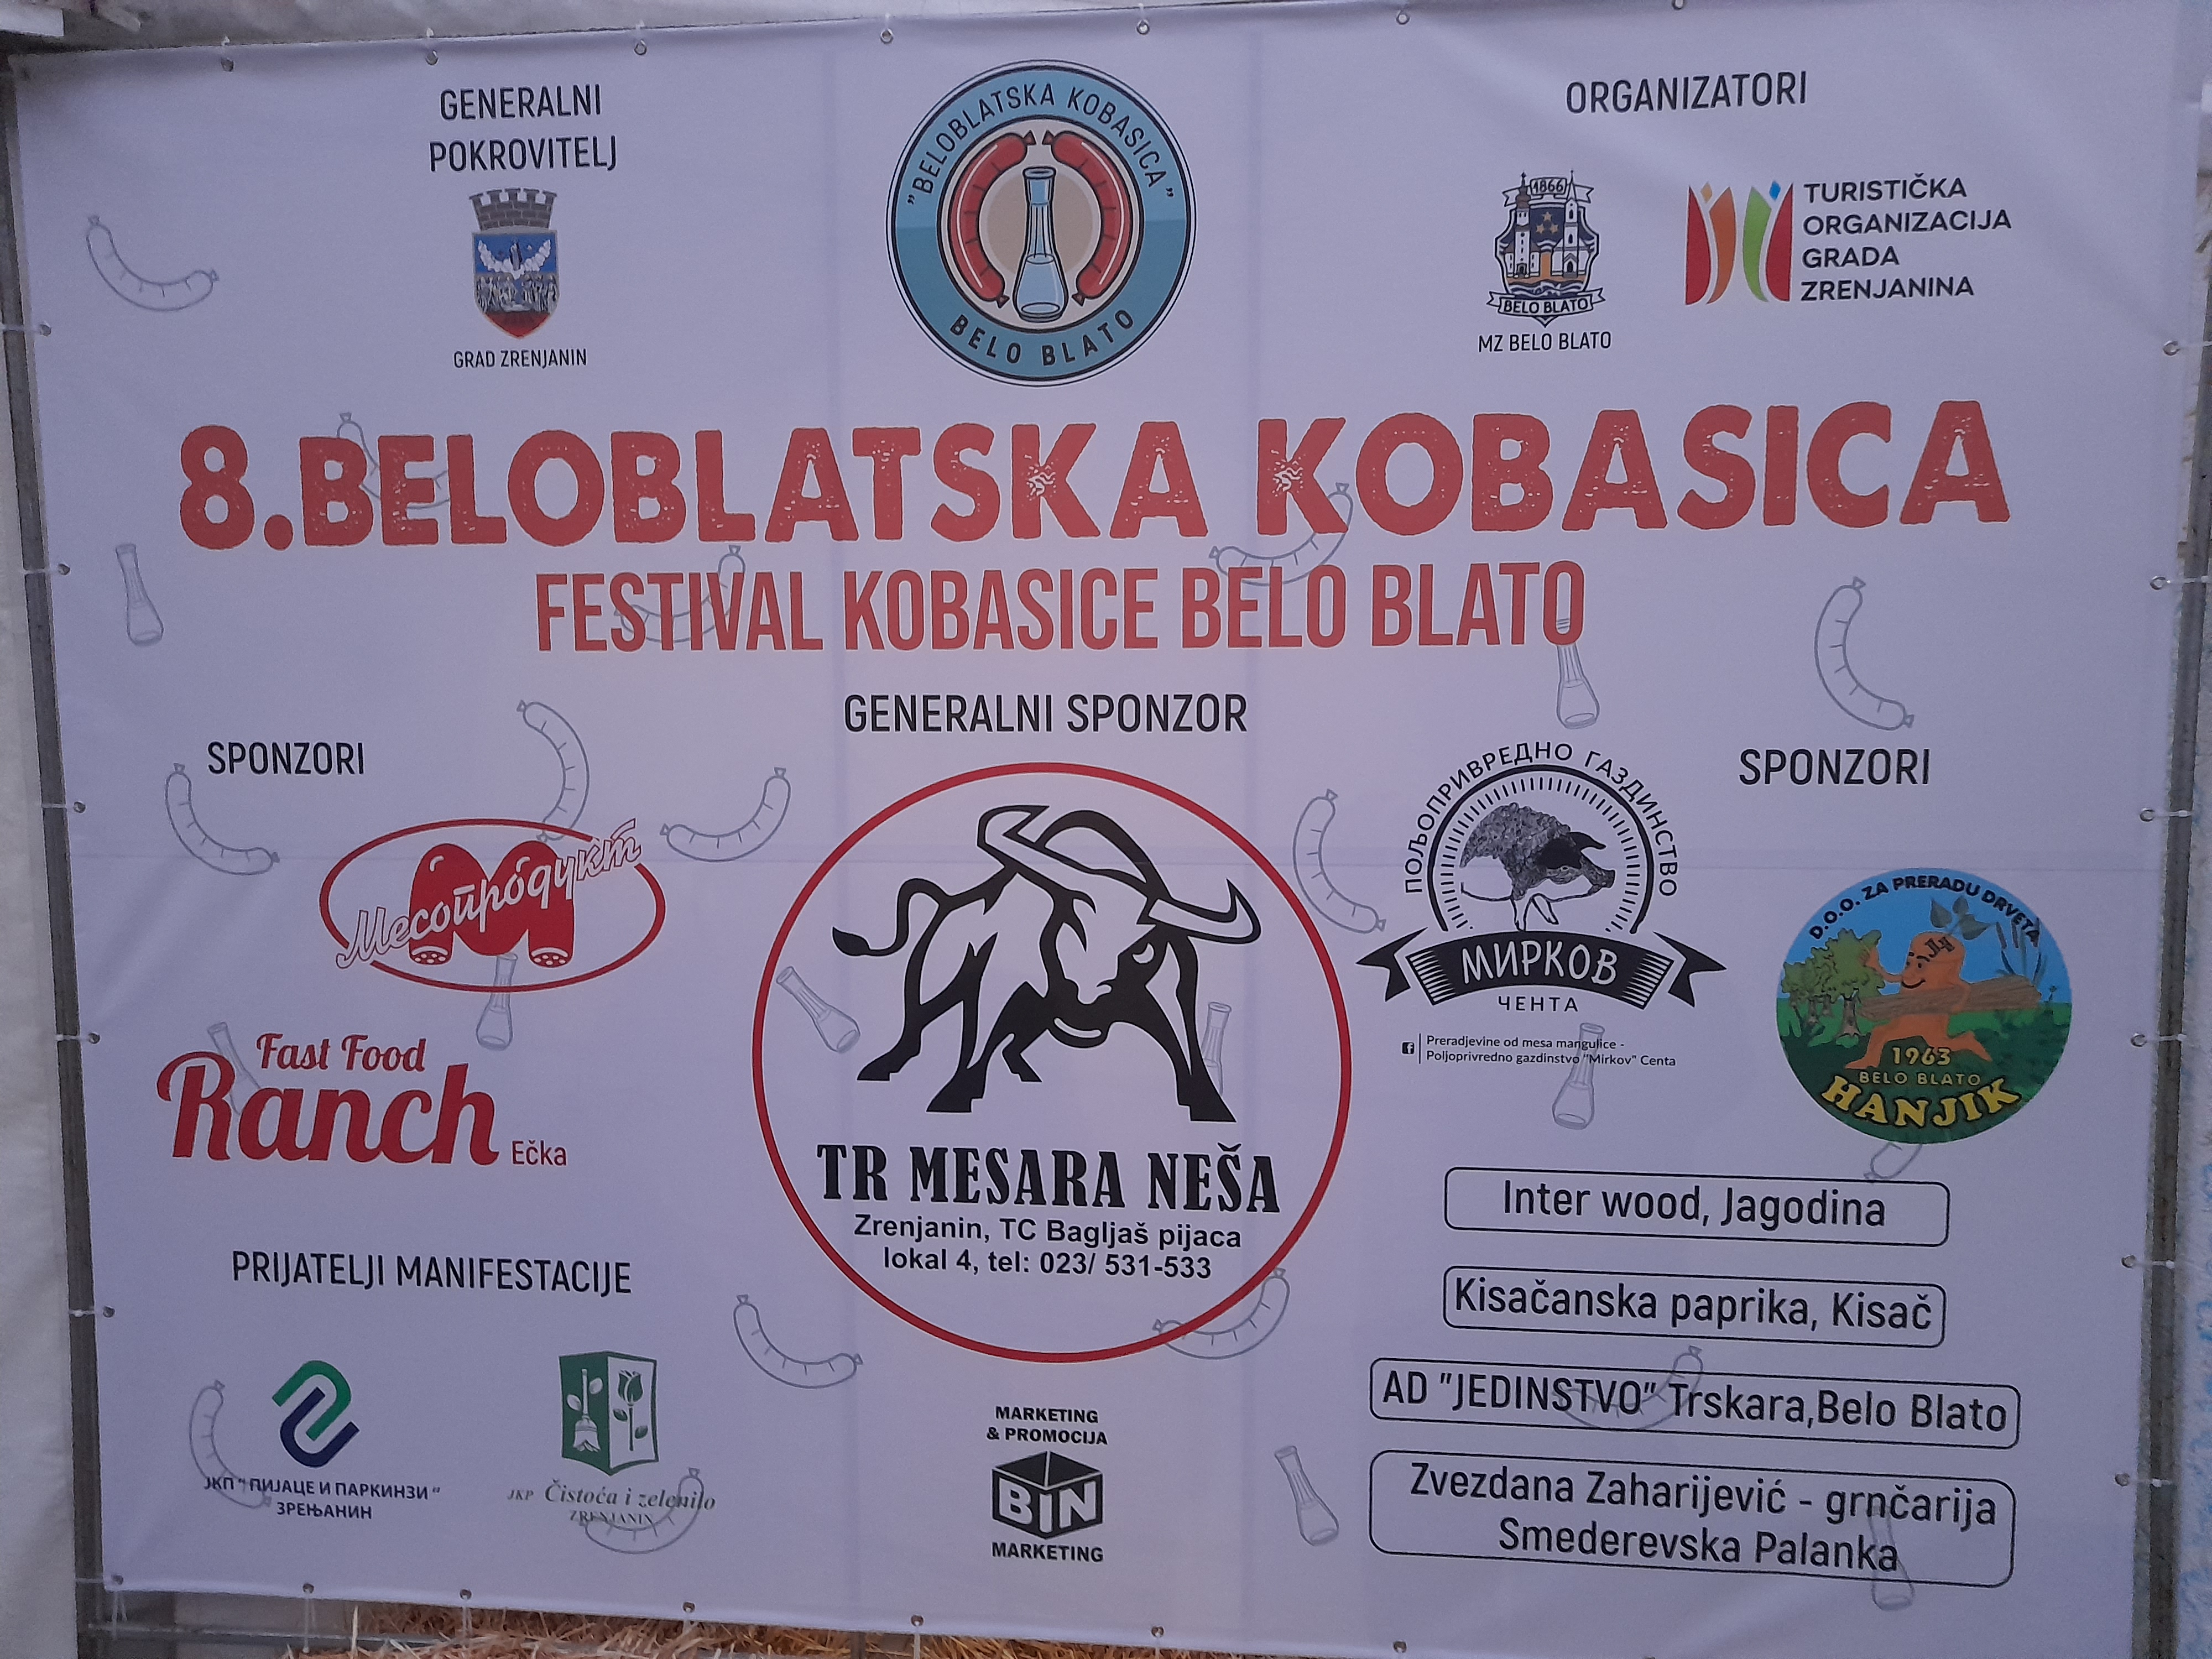 GENERALNI
POKROVITELJ
GRAD ZRENJANIN
"BELOBLATSKA KOBASICA"
BELO BLATO
ORGANIZATORI
1866
BELO BLATO
MZ BELO BLATO
TURISTIČKA
ORGANIZACIJA
GRADA
ZRENJANINA
8.BELOBLATSKA KOBASICA
FESTIVAL KOBASICE BELO BLATO
GENERALNI SPONZOR
SPONZORI
Месопродукт
Fast Food
Ranch Ečka
TR MESARA NEŠA
Zrenjanin, TC Bagljaš pijaca
lokal 4, tel: 023/ 531-533
SPONZORI
ПОЉОПРИВРЕДНО ГАЗДИНСТВО
МИРКОВ
ЧЕНТА
Preradjevine od mesa mangulice -
Poljoprivredno gazdinstvo "Mirkov" Centa
D.O.O. ZA PRERADU DRVETA
1963
BELO BLATO
HANJIK
Inter wood, Jagodina
Kisačanska paprika, Kisač
AD "JEDINSTVO" Trskara,Belo Blato
Zvezdana Zaharijević - grnčarija
Smederevska Palanka
PRIJATELJI MANIFESTACIJE
ЈКП "ПИЈАЦЕ И ПАРКИНЗИ"
ЗРЕЊАНИН
JKP Čistoća i zelenilo
ZRENJANIN
MARKETING
& PROMOCIJA
BIN
MARKETING